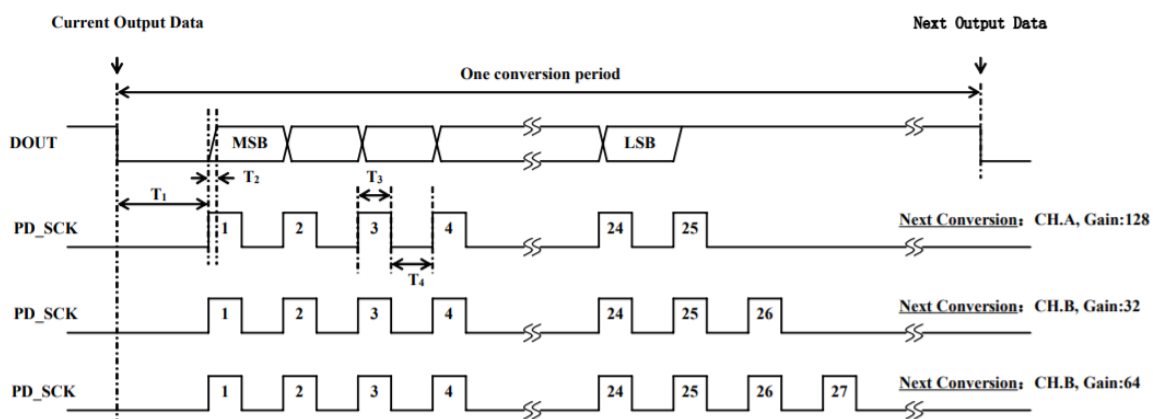 Current Output Data
Next Output Data
One conversion period
DOUT
MSB
LSB
T2
T3
T1
PD_SCK
1
2
3
4
24
25
Next Conversion: CH.A, Gain:128
T4
PD_SCK
1
2
3
4
24
25
26
Next Conversion: CH.B, Gain:32
PD_SCK
1
2
3
4
24
25
26
27
Next Conversion: CH.B, Gain:64